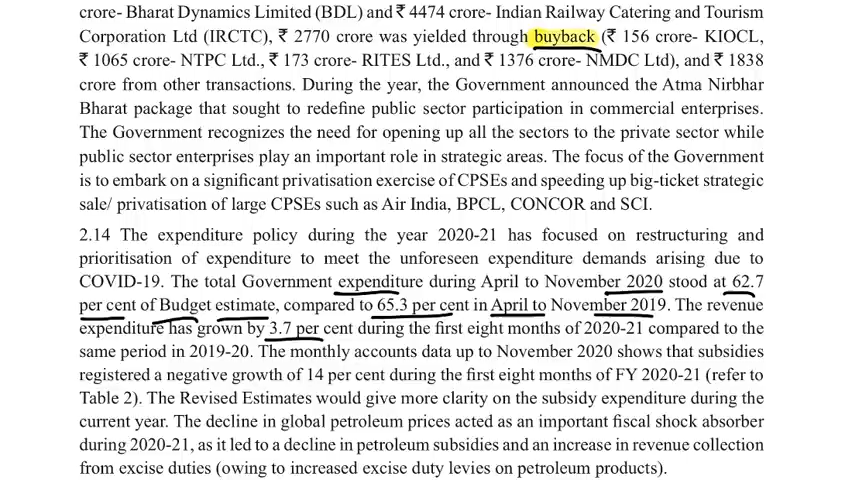 crore- Bharat Dynamics Limited (BDL) and ₹ 4474 crore- Indian Railway Catering and Tourism
Corporation Ltd (IRCTC), ₹ 2770 crore was yielded through buyback (₹ 156 crore- KIOCL,
₹ 1065 crore- NTPC Ltd., ₹ 173 crore- RITES Ltd., and ₹ 1376 crore- NMDC Ltd), and ₹ 1838
crore from other transactions. During the year, the Government announced the Atma Nirbhar
Bharat package that sought to redefine public sector participation in commercial enterprises.
The Government recognizes the need for opening up all the sectors to the private sector while
public sector enterprises play an important role in strategic areas. The focus of the Government
is to embark on a significant privatisation exercise of CPSEs and speeding up big-ticket strategic
sale/ privatisation of large CPSEs such as Air India, BPCL, CONCOR and SCI.
2.14 The expenditure policy during the year 2020-21 has focused on restructuring and
prioritisation of expenditure to meet the unforeseen expenditure demands arising due to
COVID-19. The total Government expenditure during April to November 2020 stood at 62.7
per cent of Budget estimate, compared to 65.3 per cent in April to November 2019. The revenue
expenditure has grown by 3.7 per cent during the first eight months of 2020-21 compared to the
same period in 2019-20. The monthly accounts data up to November 2020 shows that subsidies
registered a negative growth of 14 per cent during the first eight months of FY 2020-21 (refer to
Table 2). The Revised Estimates would give more clarity on the subsidy expenditure during the
current year. The decline in global petroleum prices acted as an important fiscal shock absorber
during 2020-21, as it led to a decline in petroleum subsidies and an increase in revenue collection
from excise duties (owing to increased excise duty levies on petroleum products).